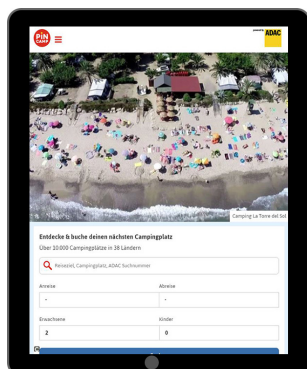 PiN
CAMP
powered by ADAC
Camping La Torre del Sol
Entdecke & buche deinen nächsten Campingplatz
Über 10.000 Campingplätze in 38 Ländern
Reiseziel, Campingplatz, ADAC Suchnummer
Anreise Abreise
- -
Erwachsene Kinder
2 0